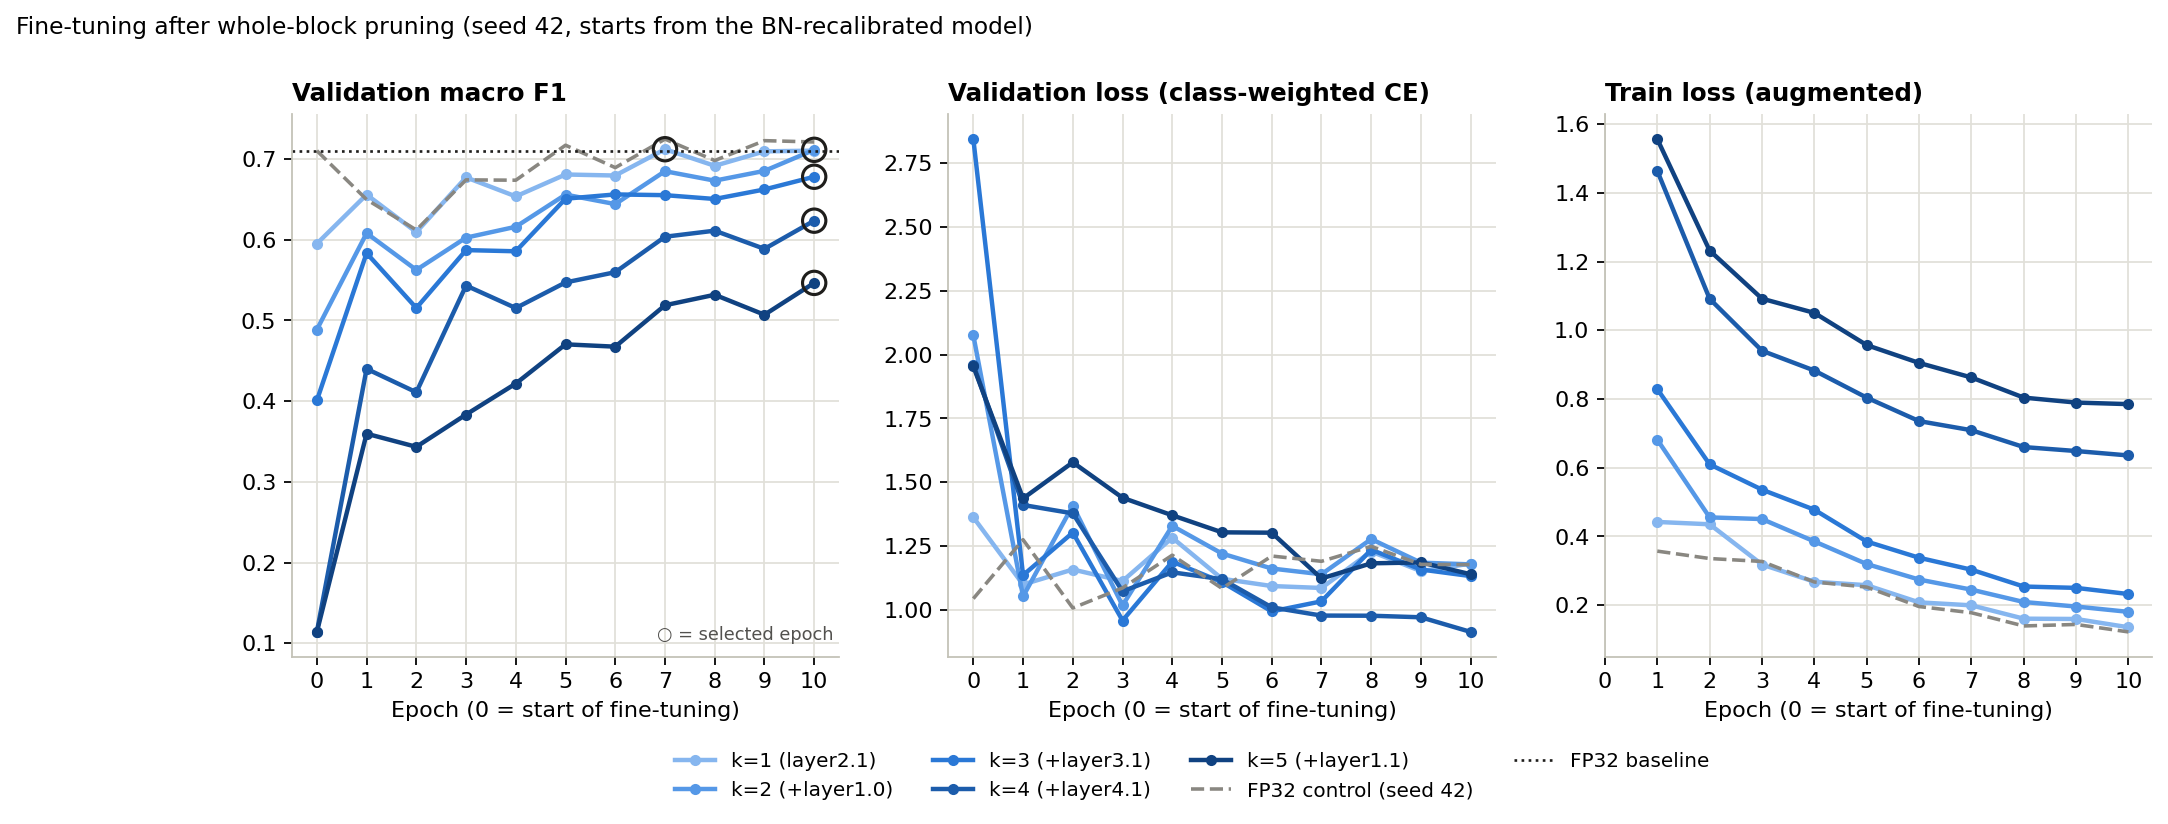 Fine-tuning after whole-block pruning (seed 42, starts from the BN-recalibrated model)
Validation macro F1
0.7
0.6
0.5
0.4
0.3
0.2
0.1
○ = selected epoch
0 1 2 3 4 5 6 7 8 9 10
Epoch (0 = start of fine-tuning)
Validation loss (class-weighted CE)
2.75
2.50
2.25
2.00
1.75
1.50
1.25
1.00
0 1 2 3 4 5 6 7 8 9 10
Epoch (0 = start of fine-tuning)
Train loss (augmented)
1.6
1.4
1.2
1.0
0.8
0.6
0.4
0.2
0 1 2 3 4 5 6 7 8 9 10
Epoch (0 = start of fine-tuning)
k=1 (layer2.1)
k=2 (+layer1.0)
k=3 (+layer3.1)
k=4 (+layer4.1)
k=5 (+layer1.1)
FP32 control (seed 42)
FP32 baseline